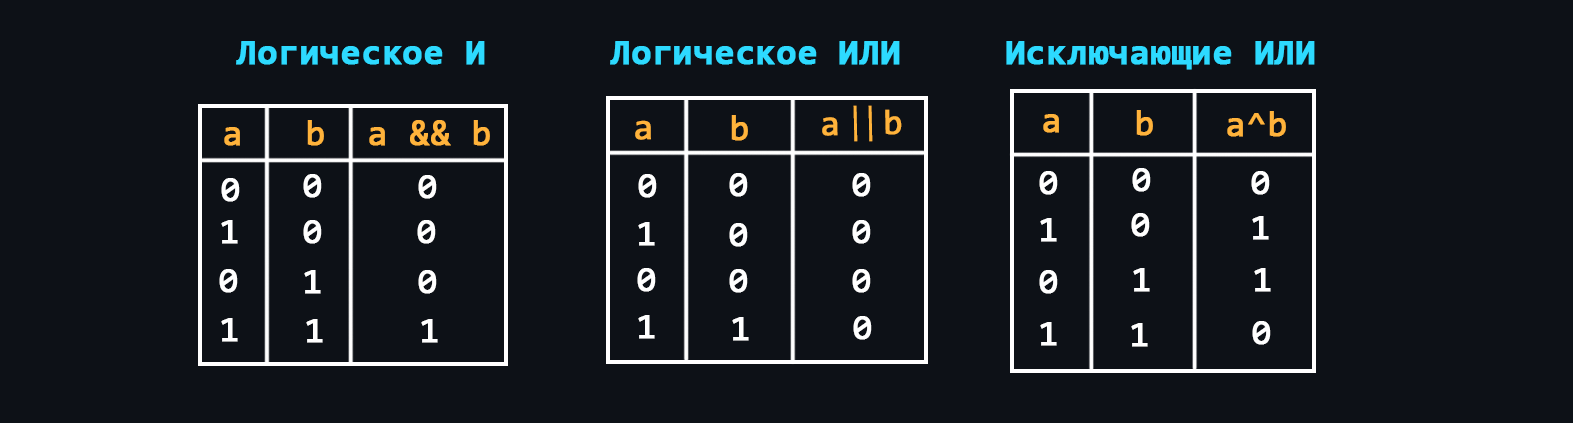 Логическое И
a b a && b
0 0 0
1 0 0
0 1 0
1 1 1
Логическое ИЛИ
a b a||b
0 0 0
1 0 0
0 0 0
1 1 0
Исключающие ИЛИ
a b a^b
0 0 0
1 0 1
0 1 1
1 1 0